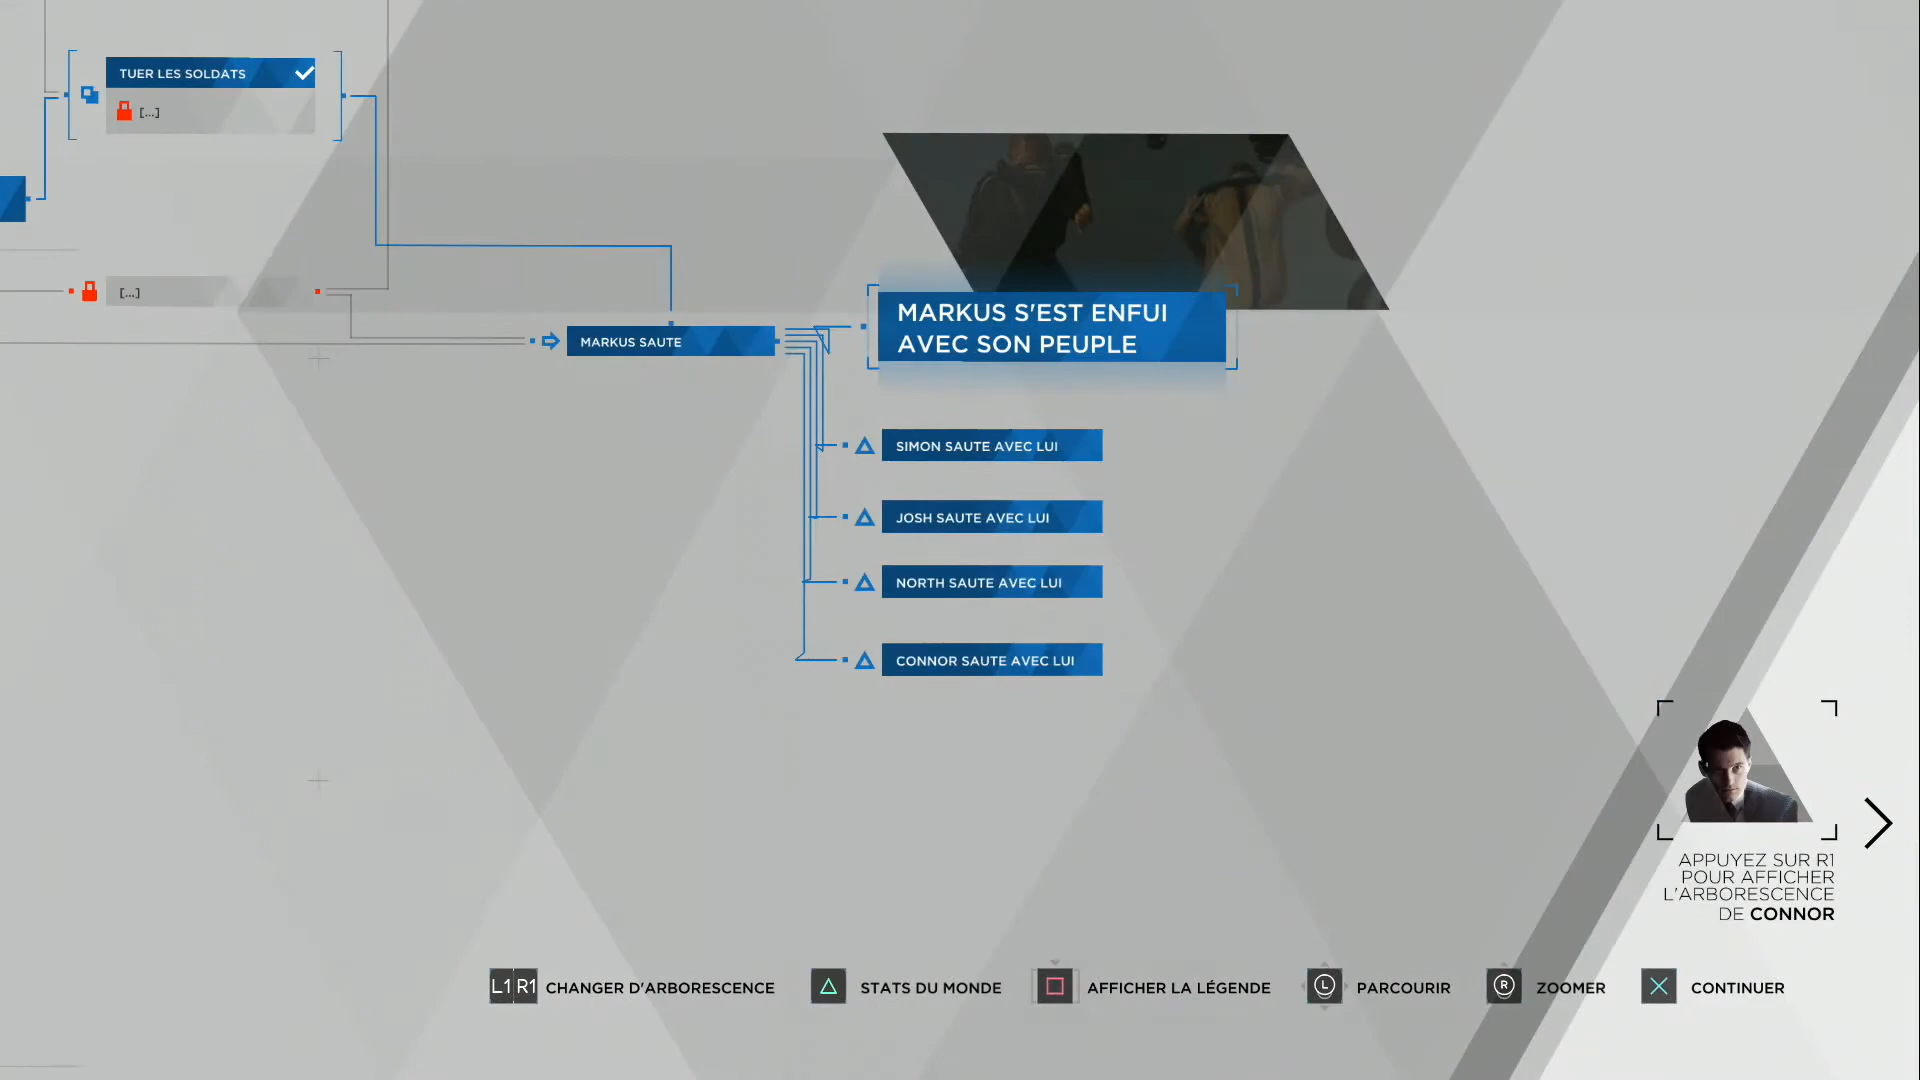 TUER LES SOLDATS
[...]
[...]
MARKUS SAUTE
MARKUS S'EST ENFUI
AVEC SON PEUPLE
SIMON SAUTE AVEC LUI
JOSH SAUTE AVEC LUI
NORTH SAUTE AVEC LUI
CONNOR SAUTE AVEC LUI
APPUYEZ SUR R1
POUR AFFICHER
L'ARBORESCENCE
DE CONNOR
L1 R1 CHANGER D'ARBORESCENCE STATS DU MONDE AFFICHER LA LÉGENDE L PARCOURIR R ZOOMER CONTINUER